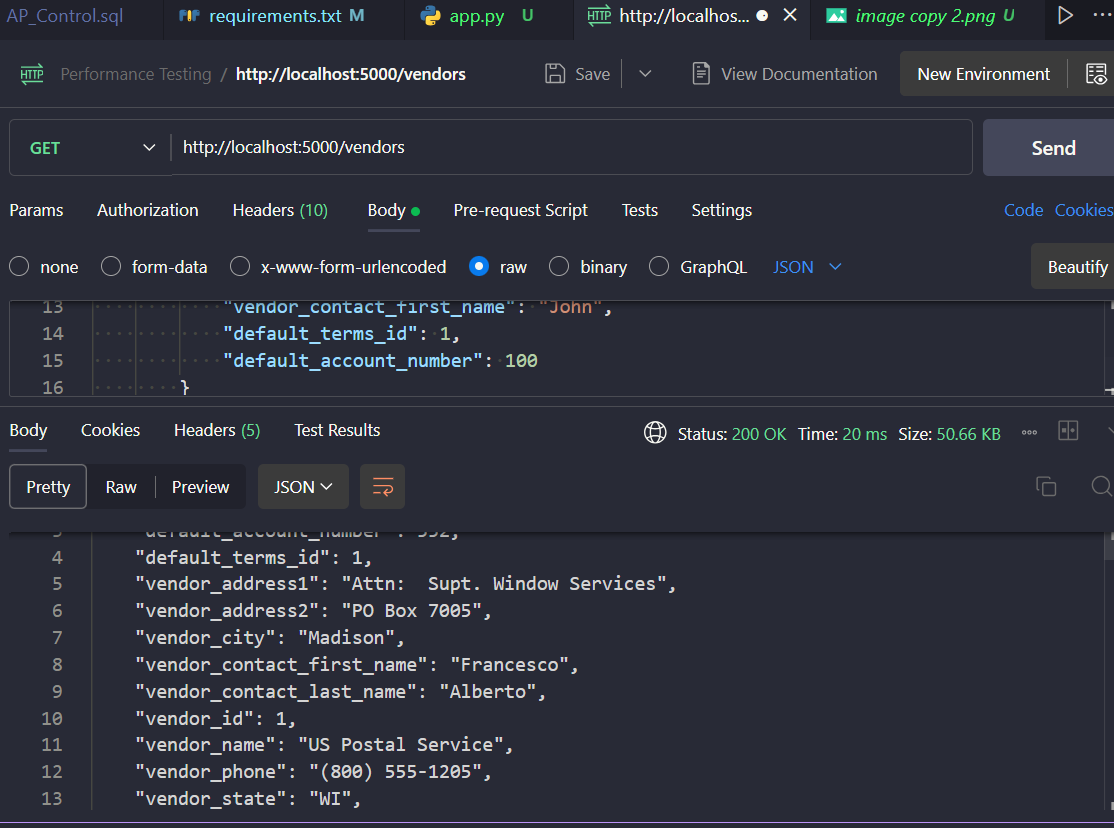 AP_Control.sql requirements.txt M app.py U http://localhos... image copy 2.png U
HTTP Performance Testing / http://localhost:5000/vendors Save View Documentation New Environment
GET http://localhost:5000/vendors Send
Params Authorization Headers (10) Body Pre-request Script Tests Settings Code Cookies
none form-data x-www-form-urlencoded raw binary GraphQL JSON Beautify
13 "vendor_contact_first_name": "John",
14 "default_terms_id": 1,
15 "default_account_number": 100
16 }
Body Cookies Headers (5) Test Results Status: 200 OK Time: 20 ms Size: 50.66 KB
Pretty Raw Preview JSON
3 "default_account_number": 552,
4 "default_terms_id": 1,
5 "vendor_address1": "Attn:  Supt. Window Services",
6 "vendor_address2": "PO Box 7005",
7 "vendor_city": "Madison",
8 "vendor_contact_first_name": "Francesco",
9 "vendor_contact_last_name": "Alberto",
10 "vendor_id": 1,
11 "vendor_name": "US Postal Service",
12 "vendor_phone": "(800) 555-1205",
13 "vendor_state": "WI",